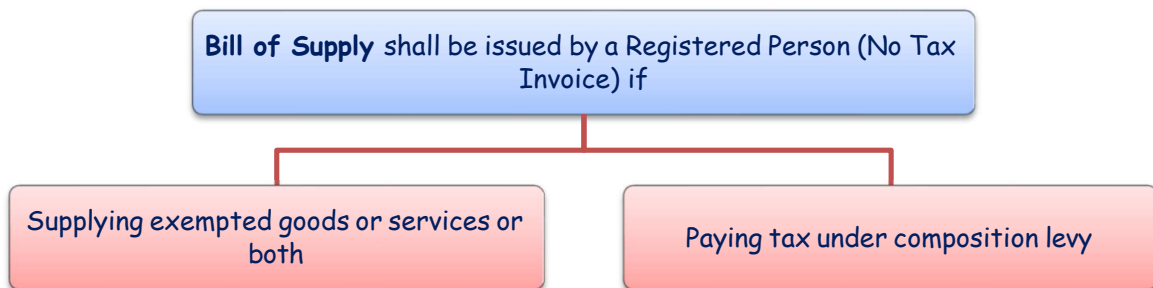 Bill of Supply shall be issued by a Registered Person (No Tax
Invoice) if
Supplying exempted goods or services or
both
Paying tax under composition levy